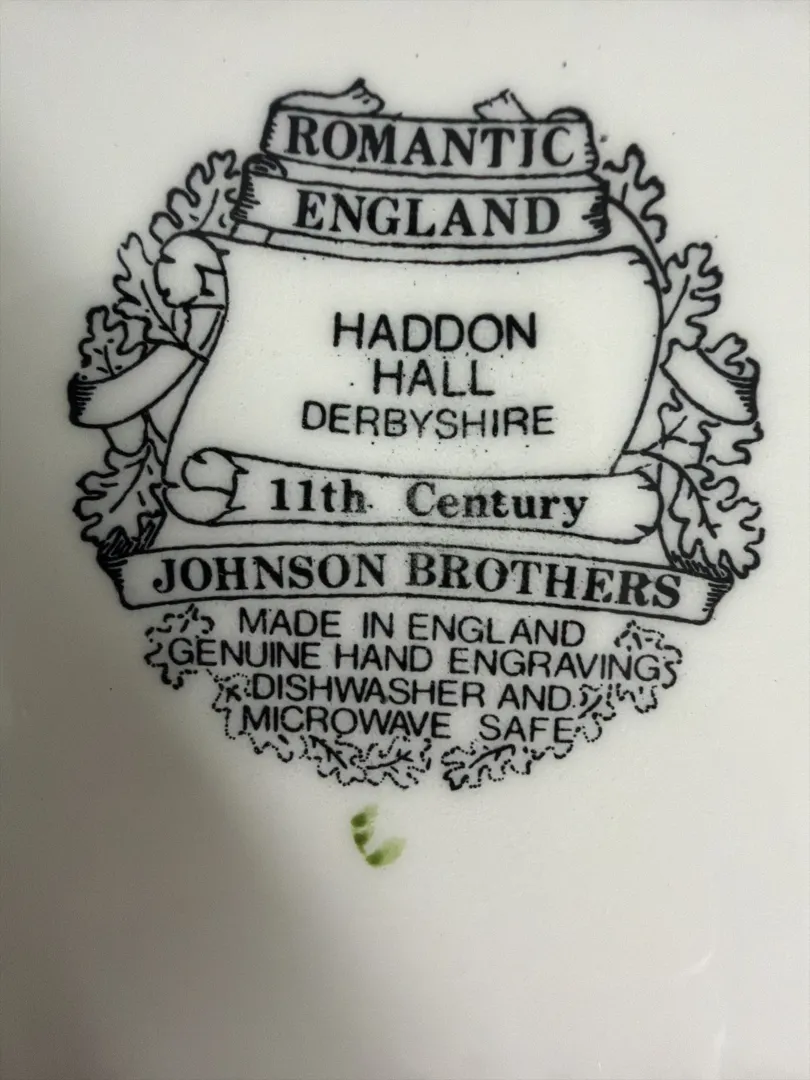 ROMANTIC
ENGLAND
HADDON
HALL
DERBYSHIRE
11th Century
JOHNSON BROTHERS
MADE IN ENGLAND
GENUINE HAND ENGRAVING
DISHWASHER AND
MICROWAVE SAFE